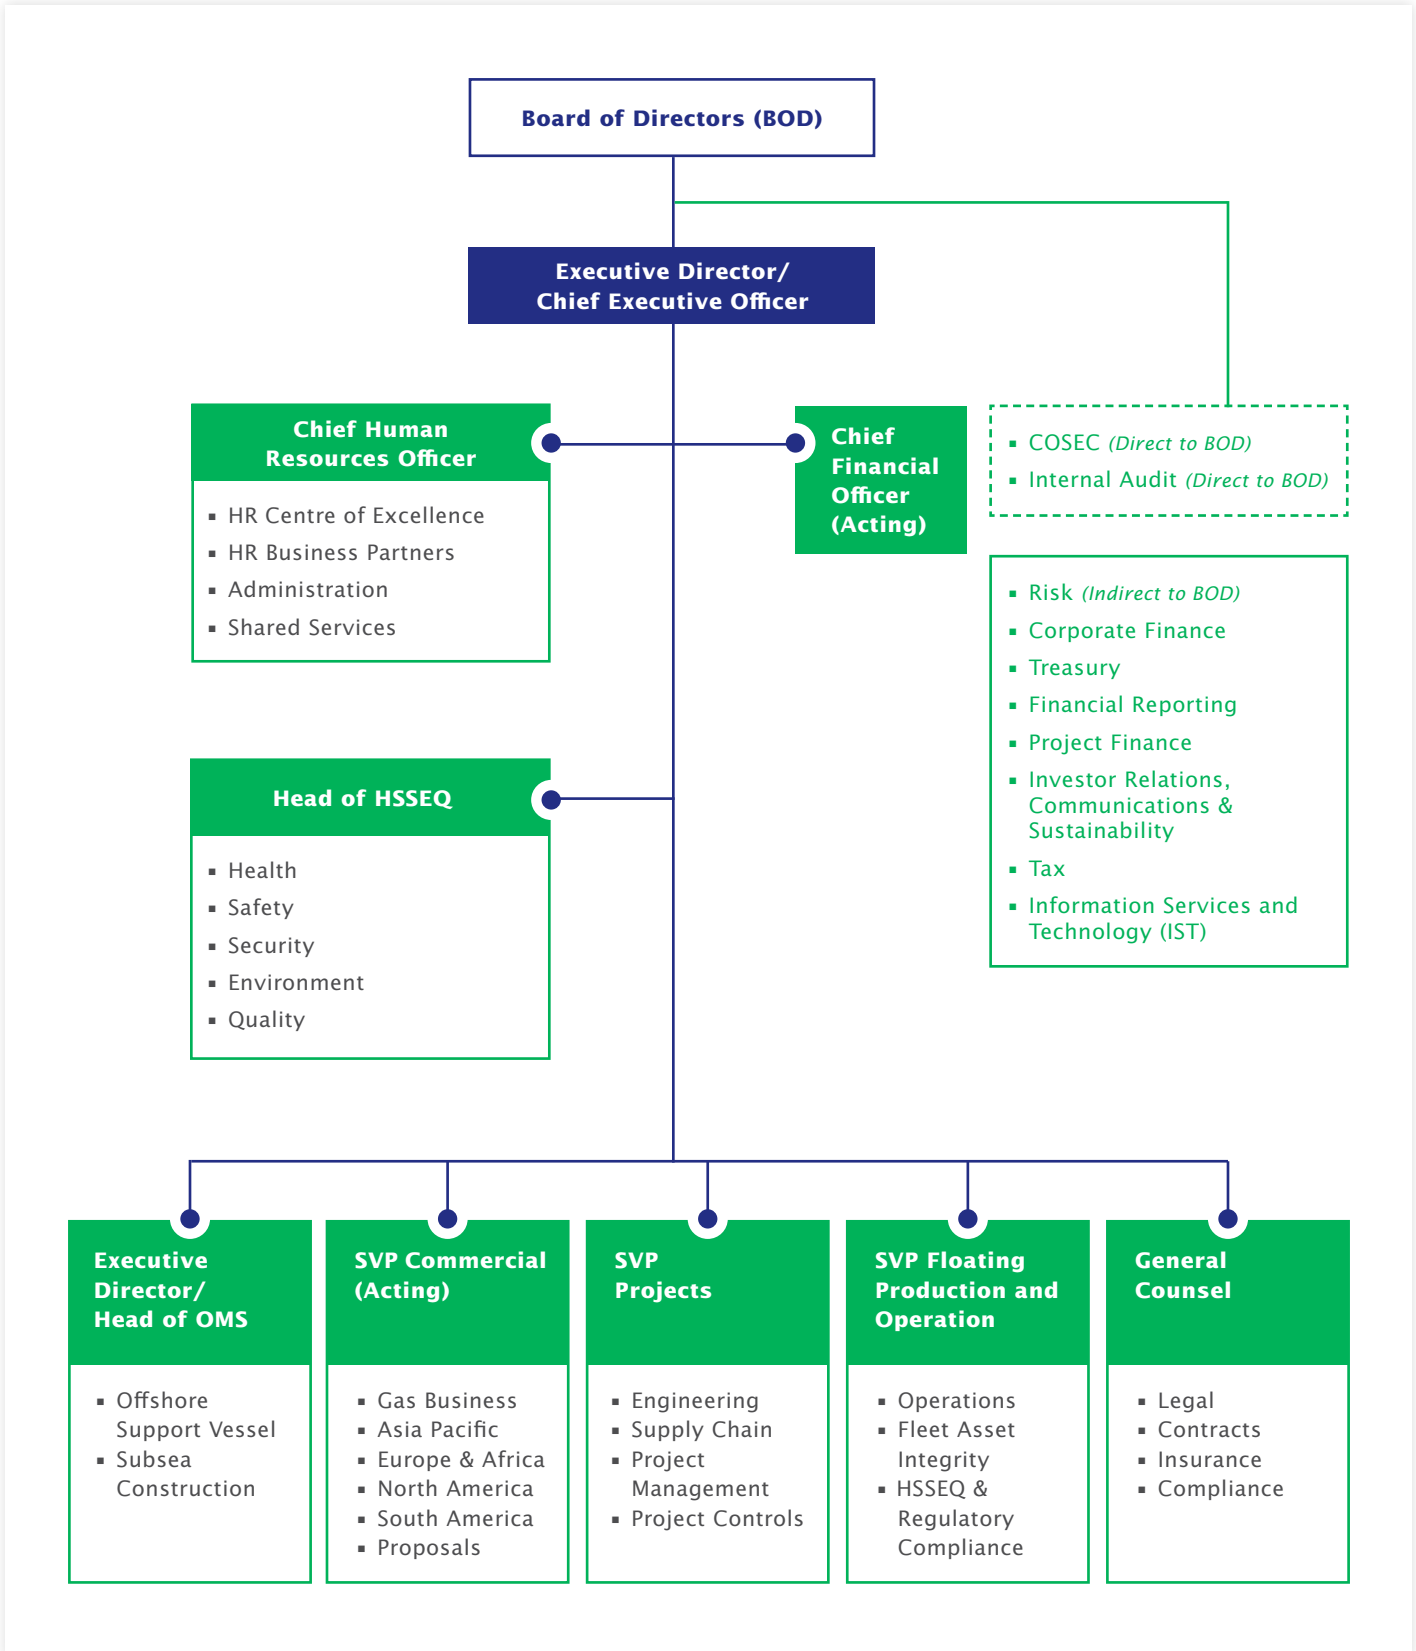 Board of Directors (BOD)
Executive Director/
Chief Executive Officer
Chief Human
Resources Officer
▪ HR Centre of Excellence
▪ HR Business Partners
▪ Administration
▪ Shared Services
Chief
Financial
Officer
(Acting)
▪ COSEC (Direct to BOD)
▪ Internal Audit (Direct to BOD)
▪ Risk (Indirect to BOD)
▪ Corporate Finance
▪ Treasury
▪ Financial Reporting
▪ Project Finance
▪ Investor Relations,
Communications &
Sustainability
▪ Tax
▪ Information Services and
Technology (IST)
Head of HSSEQ
▪ Health
▪ Safety
▪ Security
▪ Environment
▪ Quality
Executive
Director/
Head of OMS
▪ Offshore
Support Vessel
▪ Subsea
Construction
SVP Commercial
(Acting)
▪ Gas Business
▪ Asia Pacific
▪ Europe & Africa
▪ North America
▪ South America
▪ Proposals
SVP
Projects
▪ Engineering
▪ Supply Chain
▪ Project
Management
▪ Project Controls
SVP Floating
Production and
Operation
▪ Operations
▪ Fleet Asset
Integrity
▪ HSSEQ &
Regulatory
Compliance
General
Counsel
▪ Legal
▪ Contracts
▪ Insurance
▪ Compliance